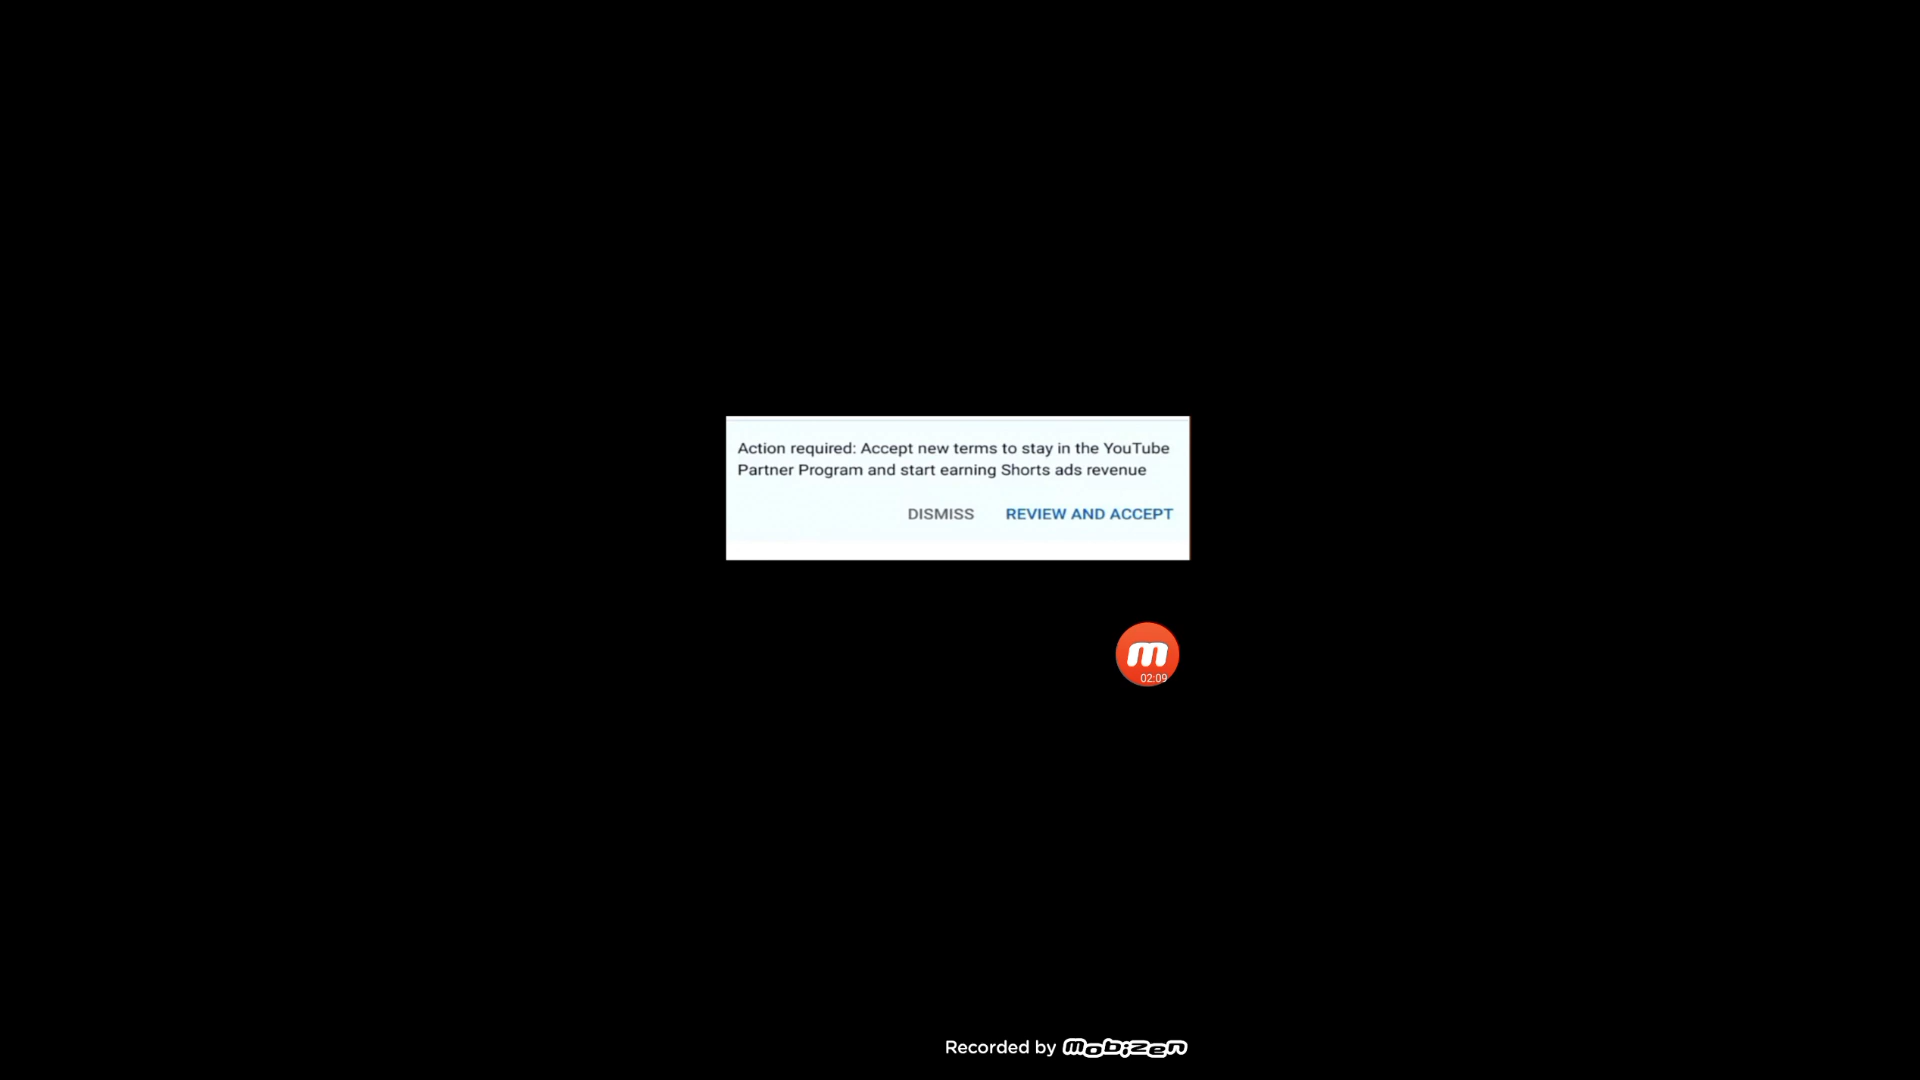 Action required: Accept new terms to stay in the YouTube
Partner Program and start earning Shorts ads revenue
DISMISS REVIEW AND ACCEPT
m
02:09
Recorded by mobizen